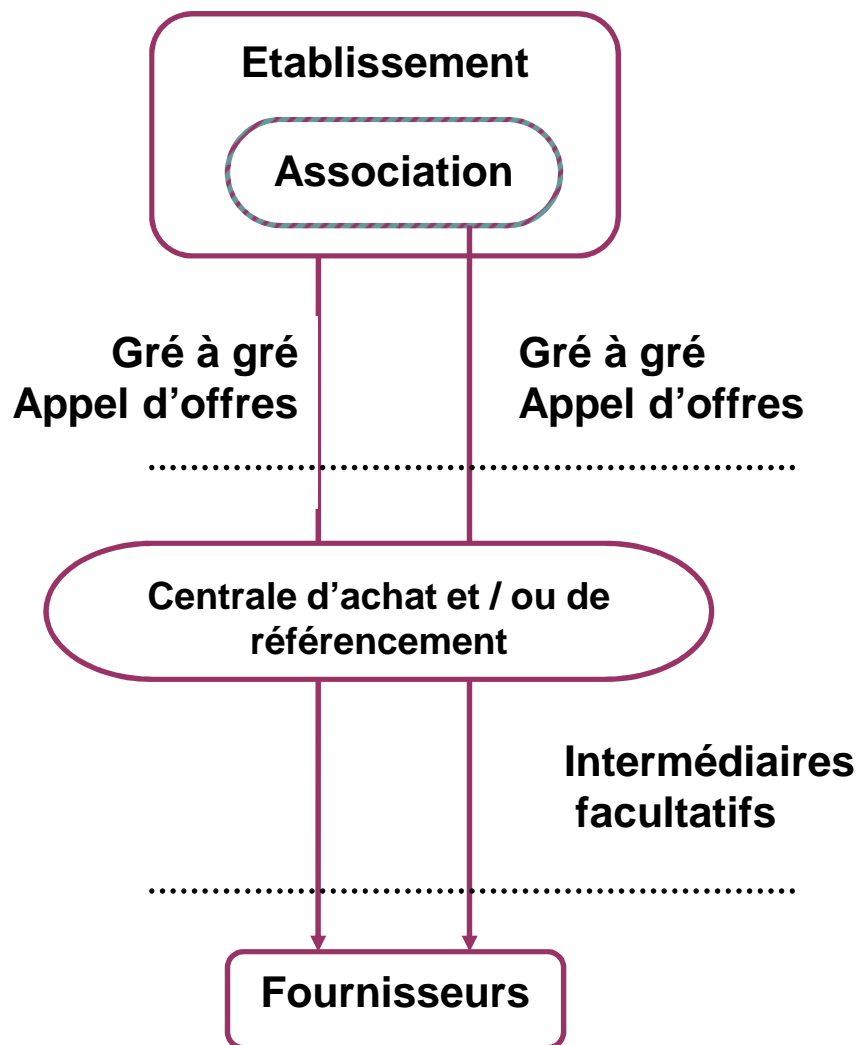 Etablissement
Association
Gré à gré
Appel d’offres
Gré à gré
Appel d’offres
Centrale d’achat et / ou de
référencement
Intermédiaires
facultatifs
Fournisseurs